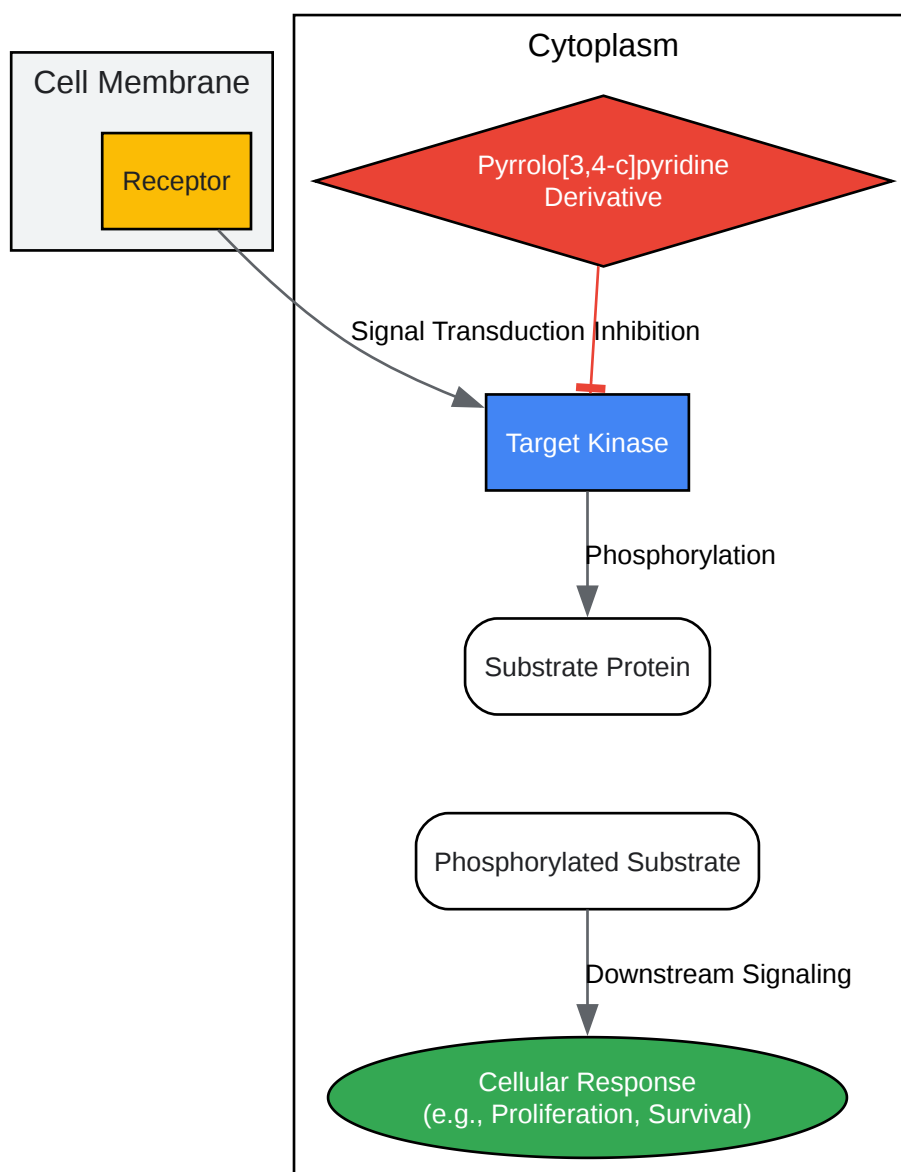 Cytoplasm
Cell Membrane
Pyrrolo[3,4-c]pyridine
Derivative
Receptor
Signal Transduction
Inhibition
Target Kinase
Phosphorylation
Substrate Protein
Phosphorylated Substrate
Downstream Signaling
Cellular Response
(e.g., Proliferation, Survival)